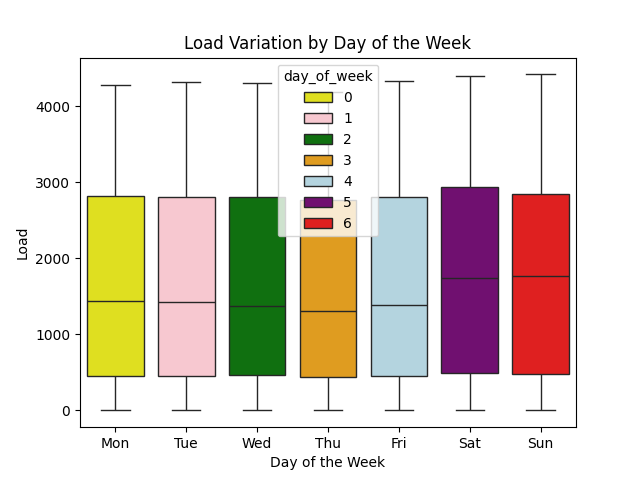 Load Variation by Day of the Week
day_of_week
0
1
2
3
4
5
6
4000
3000
2000
1000
0
Load
Mon Tue Wed Thu Fri Sat Sun
Day of the Week